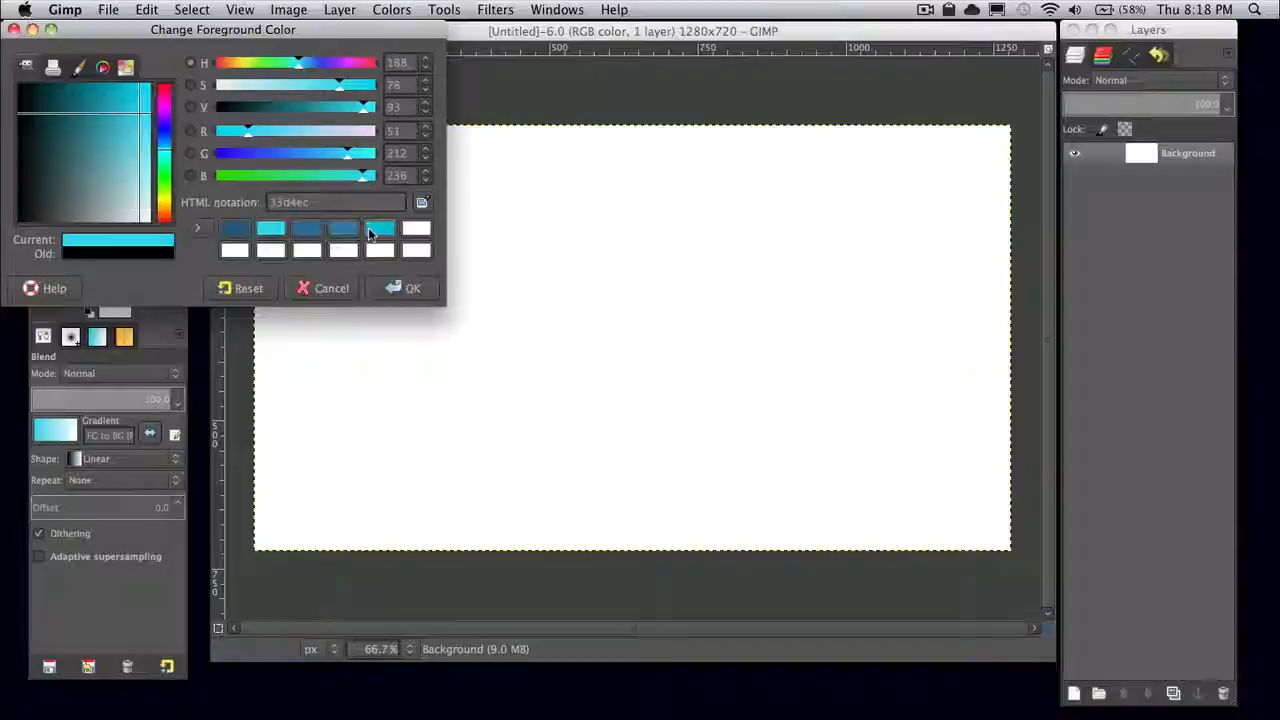 Gimp File Edit Select View Image Layer Colors Tools Filters Windows Help (58%) Thu 8:18 PM
Change Foreground Color
[Untitled]-6.0 (RGB color, 1 layer) 1280x720 – GIMP
Layers
500 750 1000 1250
H 188
S 78
V 93
R 51
G 212
B 236
HTML notation: 33d4ec
Current:
Old:
Help Reset Cancel OK
Mode: Normal
100.0
Lock:
Background
Blend
Mode: Normal
100.0
Gradient
FG to BG (
Shape: Linear
Repeat: None
Offset 0.0
Dithering
Adaptive supersampling
500
750
px 66.7% Background (9.0 MB)